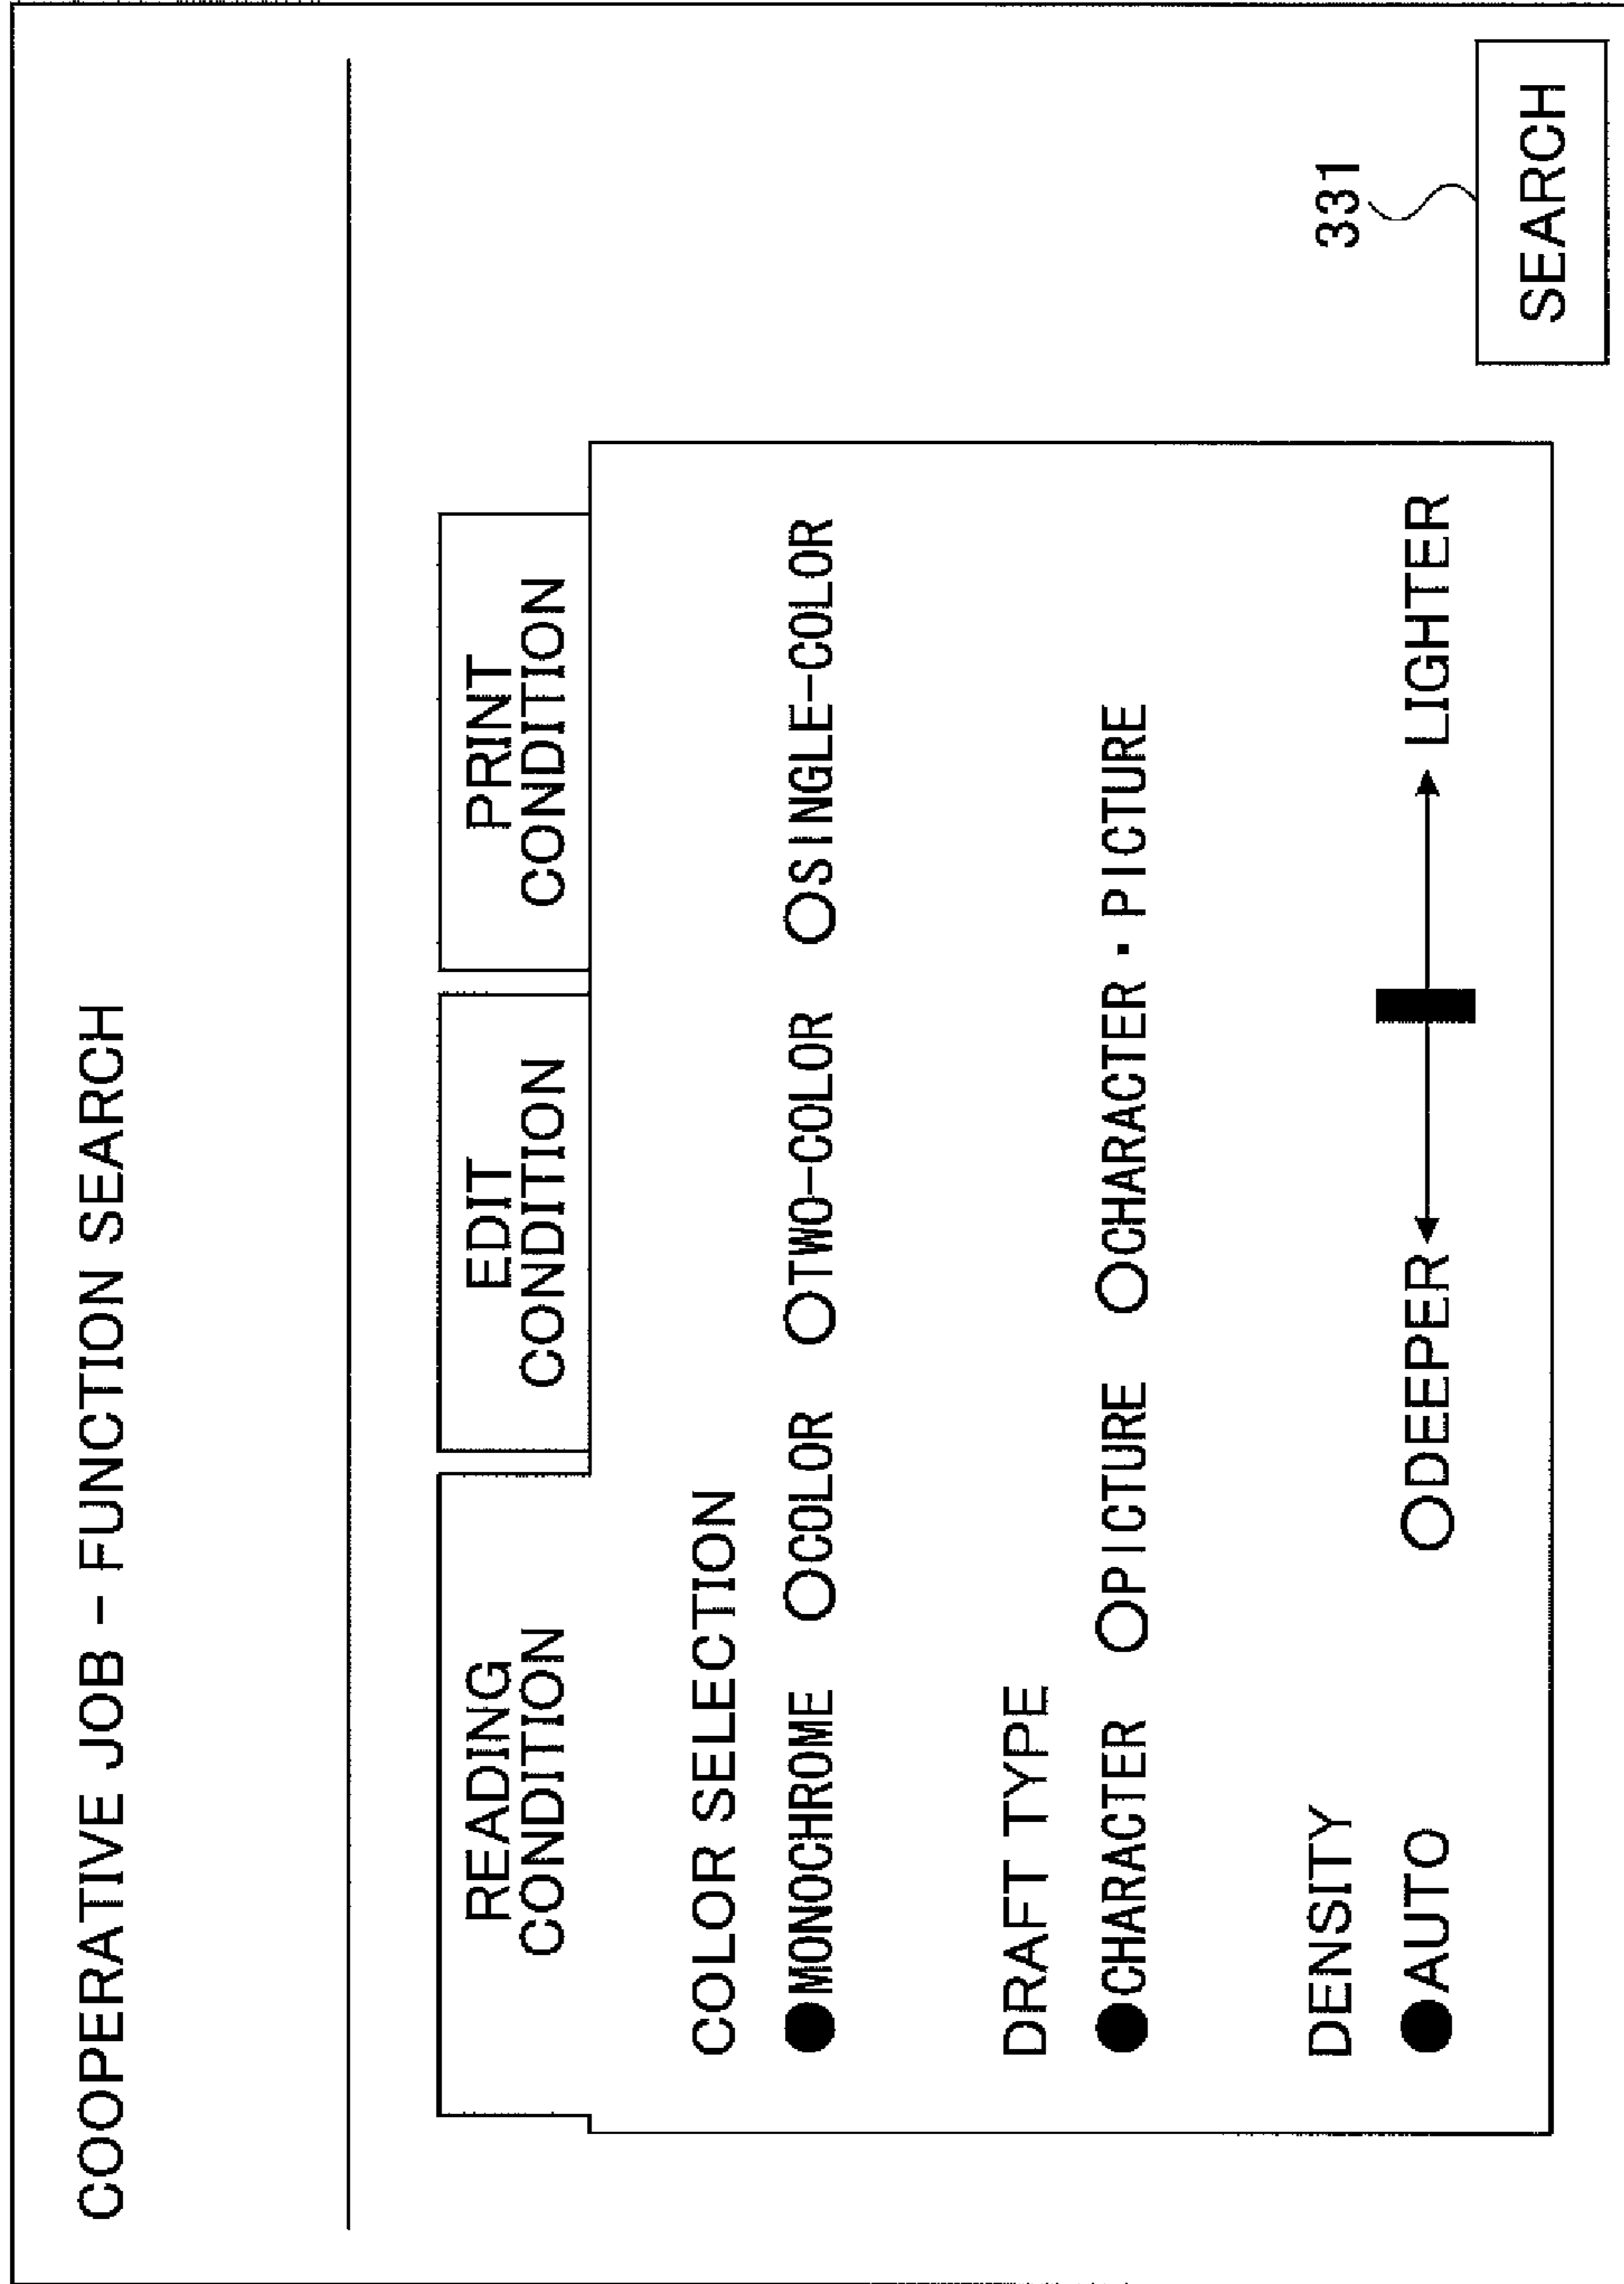 COOPERATIVE JOB – FUNCTION SEARCH
READING
CONDITION
EDIT
CONDITION
PRINT
CONDITION
COLOR SELECTION
●MONOCHROME ○COLOR ○TWO-COLOR ○SINGLE-COLOR
DRAFT TYPE
●CHARACTER ○PICTURE ○CHARACTER・PICTURE
DENSITY
●AUTO ○DEEPER LIGHTER
331
SEARCH